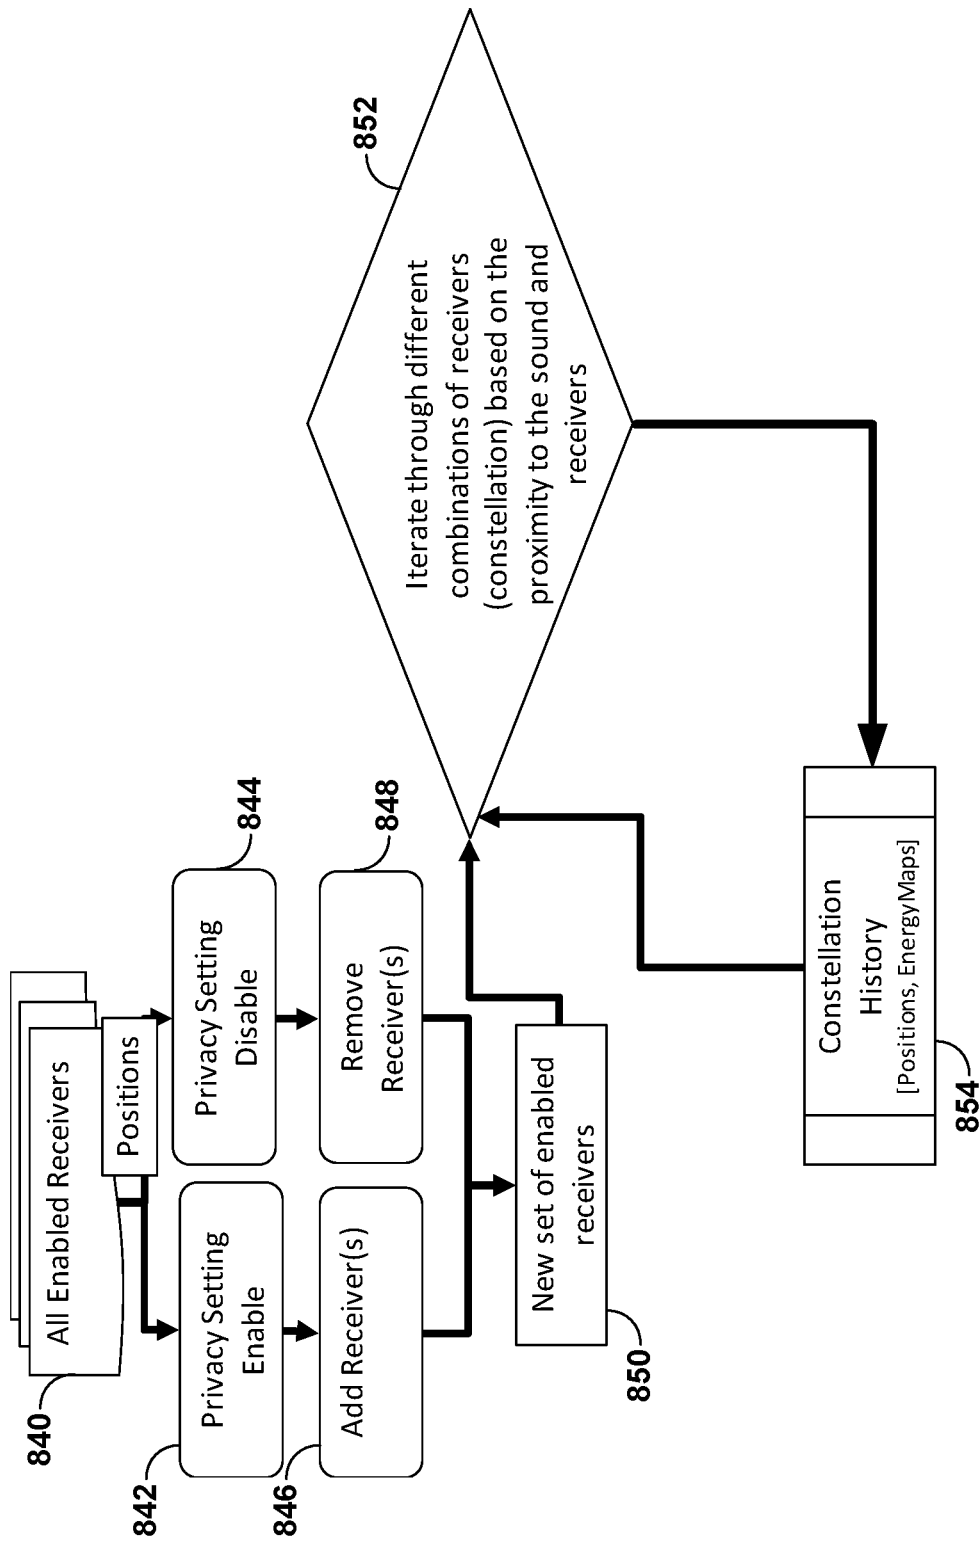 840
All Enabled Receivers
Positions
842
Privacy Setting
Enable
844
Privacy Setting
Disable
846
Add Receiver(s)
848
Remove
Receiver(s)
850
New set of enabled
receivers
852
Iterate through different
combinations of receivers
(constellation) based on the
proximity to the sound and
receivers
854
Constellation
History
[Positions, EnergyMaps]